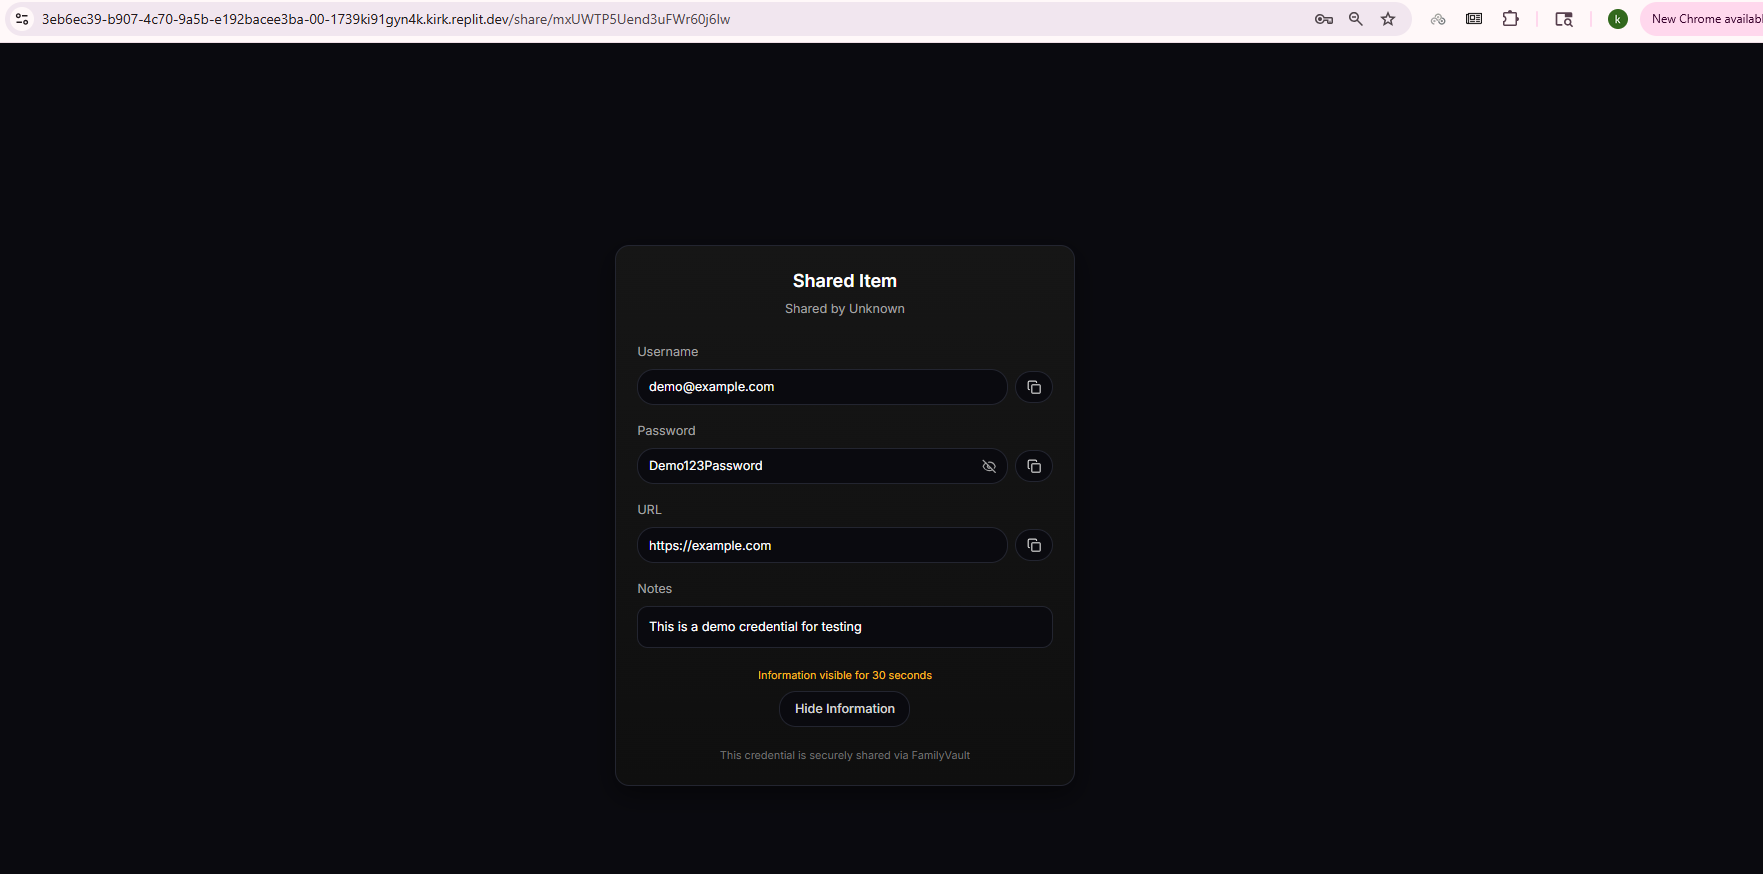 3eb6ec39-b907-4c70-9a5b-e192bacee3ba-00-1739ki91gyn4k.kirk.replit.dev/share/mxUWTP5Uend3uFWr60j6lw
k
New Chrome availabl
Shared Item
Shared by Unknown
Username
demo@example.com
Password
Demo123Password
URL
https://example.com
Notes
This is a demo credential for testing
Information visible for 30 seconds
Hide Information
This credential is securely shared via FamilyVault